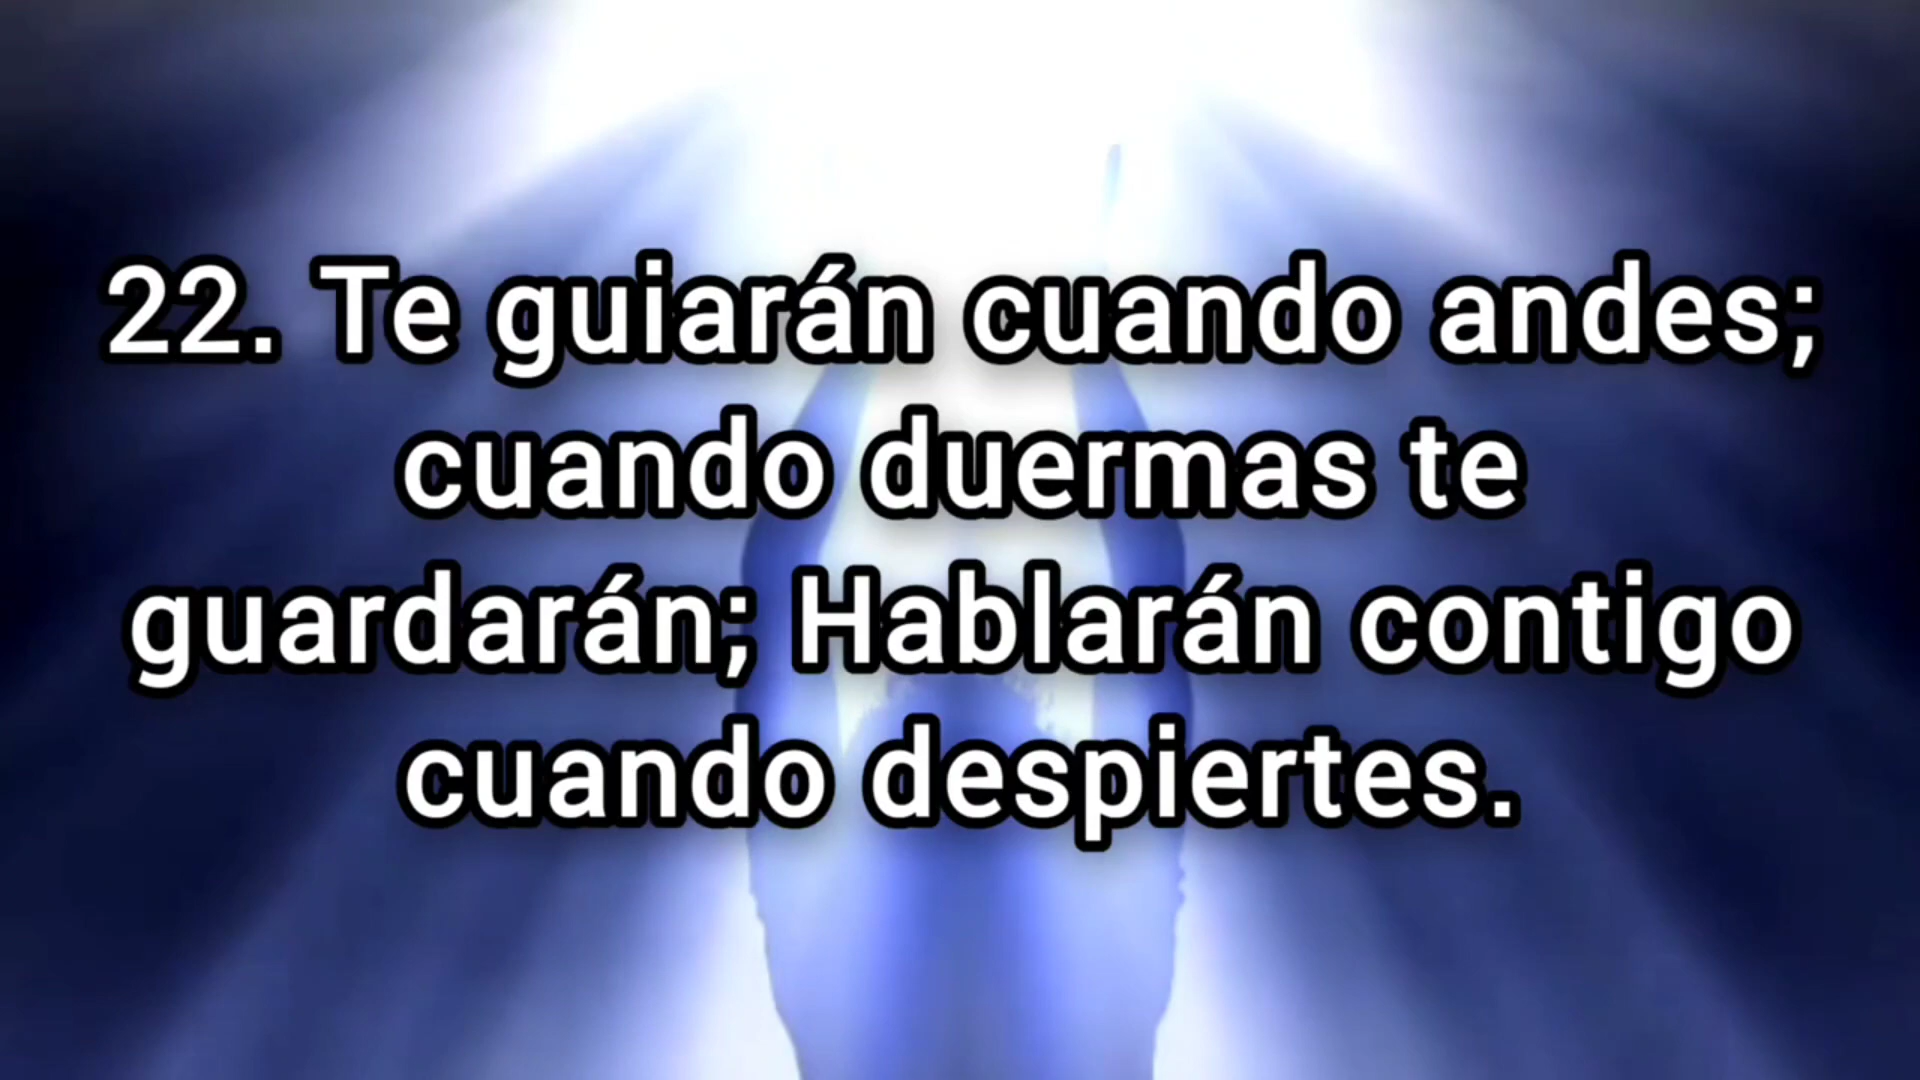 22. Te guiarán cuando andes;
cuando duermas te
guardarán; Hablarán contigo
cuando despiertes.